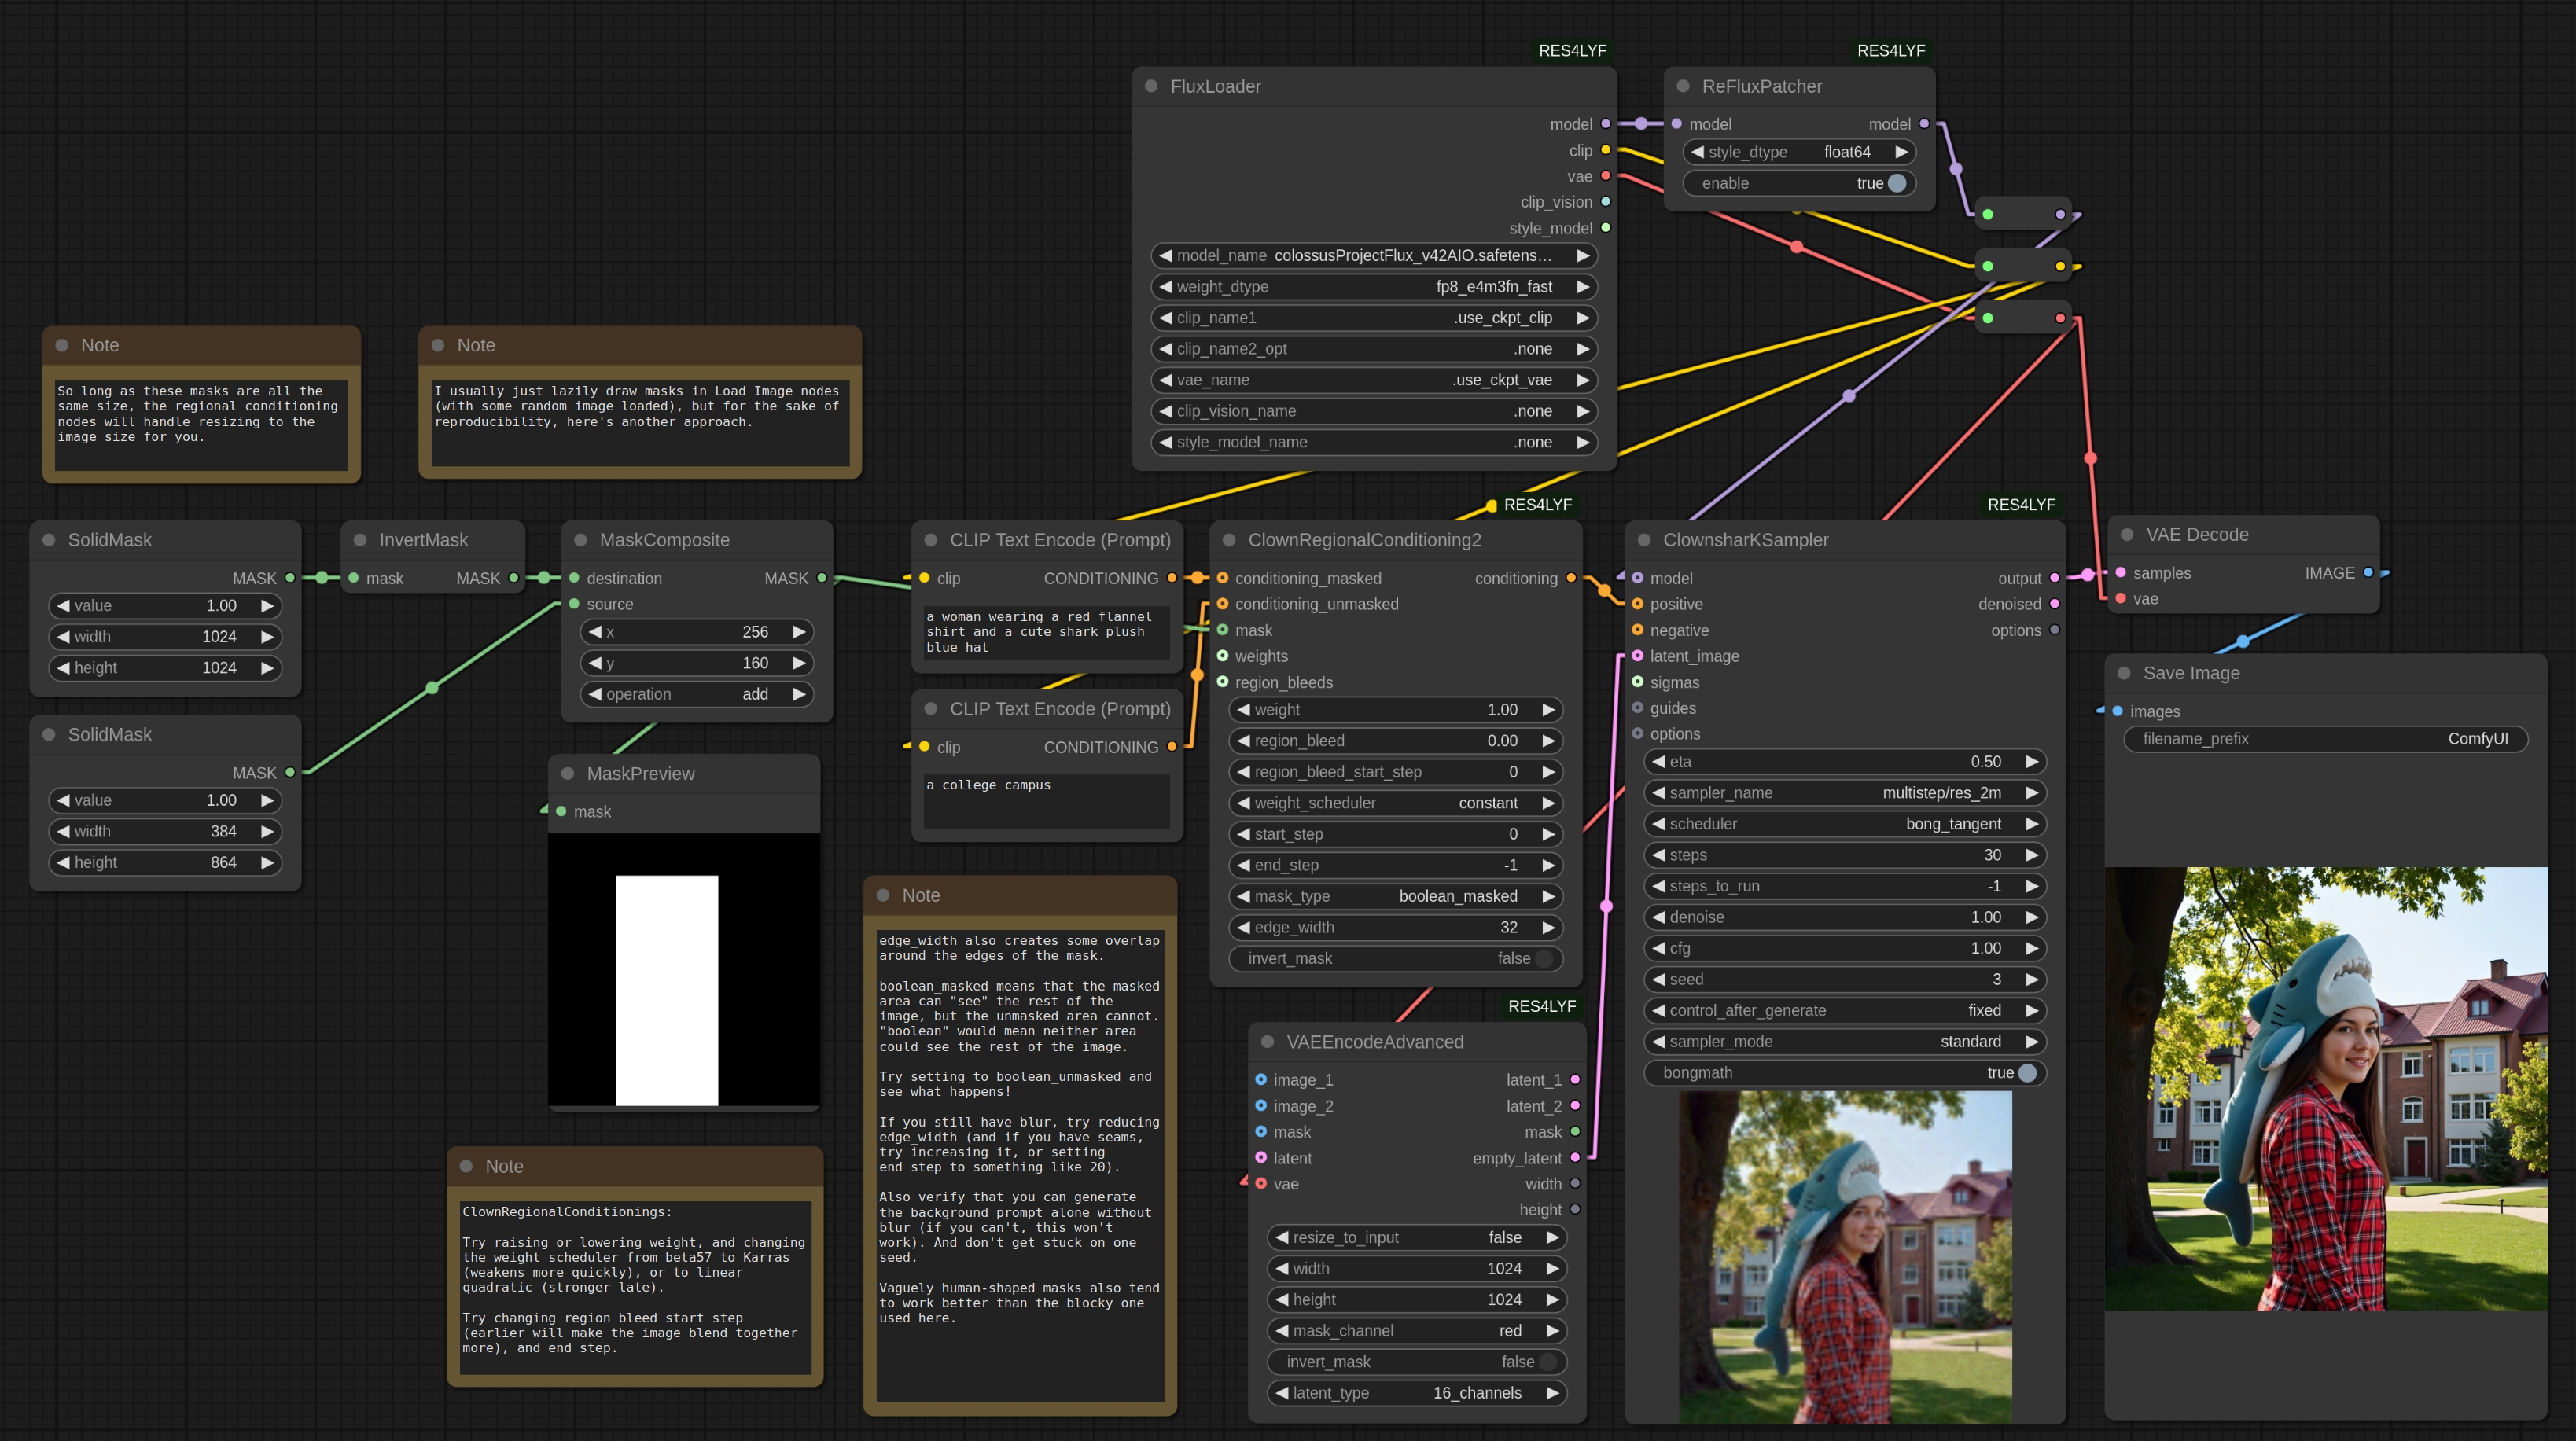 RES4LYF
FluxLoader
model
clip
vae
clip_vision
style_model
model_name colossusProjectFlux_v42AIO.safetens...
weight_dtype fp8_e4m3fn_fast
clip_name1 .use_ckpt_clip
clip_name2_opt .none
vae_name .use_ckpt_vae
clip_vision_name .none
style_model_name .none
RES4LYF
ReFluxPatcher
model model
style_dtype float64
enable true
Note
So long as these masks are all the
same size, the regional conditioning
nodes will handle resizing to the
image size for you.
Note
I usually just lazily draw masks in Load Image nodes
(with some random image loaded), but for the sake of
reproducibility, here's another approach.
SolidMask
MASK
value 1.00
width 1024
height 1024
InvertMask
mask MASK
MaskComposite
destination MASK
source
x 256
y 160
operation add
SolidMask
MASK
value 1.00
width 384
height 864
MaskPreview
mask
Note
ClownRegionalConditionings:
Try raising or lowering weight, and changing
the weight scheduler from beta57 to Karras
(weakens more quickly), or to linear
quadratic (stronger late).
Try changing region_bleed_start_step
(earlier will make the image blend together
more), and end_step.
CLIP Text Encode (Prompt)
clip CONDITIONING
a woman wearing a red flannel
shirt and a cute shark plush
blue hat
CLIP Text Encode (Prompt)
clip CONDITIONING
a college campus
Note
edge_width also creates some overlap
around the edges of the mask.
boolean_masked means that the masked
area can "see" the rest of the
image, but the unmasked area cannot.
"boolean" would mean neither area
could see the rest of the image.
Try setting to boolean_unmasked and
see what happens!
If you still have blur, try reducing
edge_width (and if you have seams,
try increasing it, or setting
end_step to something like 20).
Also verify that you can generate
the background prompt alone without
blur (if you can't, this won't
work). And don't get stuck on one
seed.
Vaguely human-shaped masks also tend
to work better than the blocky one
used here.
RES4LYF
ClownRegionalConditioning2
conditioning_masked conditioning
conditioning_unmasked
mask
weights
region_bleeds
weight 1.00
region_bleed 0.00
region_bleed_start_step 0
weight_scheduler constant
start_step 0
end_step -1
mask_type boolean_masked
edge_width 32
invert_mask false
RES4LYF
VAEEncodeAdvanced
image_1 latent_1
image_2 latent_2
mask mask
latent empty_latent
vae width
height
resize_to_input false
width 1024
height 1024
mask_channel red
invert_mask false
latent_type 16_channels
RES4LYF
ClownsharKSampler
model output
positive denoised
negative options
latent_image
sigmas
guides
options
eta 0.50
sampler_name multistep/res_2m
scheduler bong_tangent
steps 30
steps_to_run -1
denoise 1.00
cfg 1.00
seed 3
control_after_generate fixed
sampler_mode standard
bongmath true
VAE Decode
samples IMAGE
vae
Save Image
images
filename_prefix ComfyUI